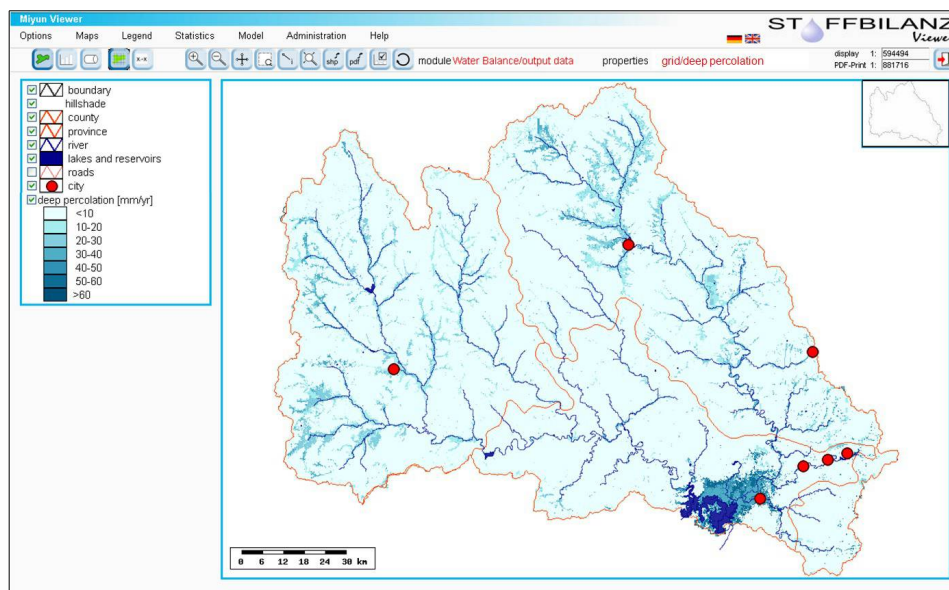 Miyun Viewer
STOFFBILANZ
Viewer
Options Maps Legend Statistics Model Administration Help
shp pdf x-x module Water Balance/output data properties grid/deep percolation
display 1: 594494
PDF-Print 1: 881716
boundary
hillshade
county
province
river
lakes and reservoirs
roads
city
deep percolation [mm/yr]
<10
10-20
20-30
30-40
40-50
50-60
>60
0 6 12 18 24 30 km